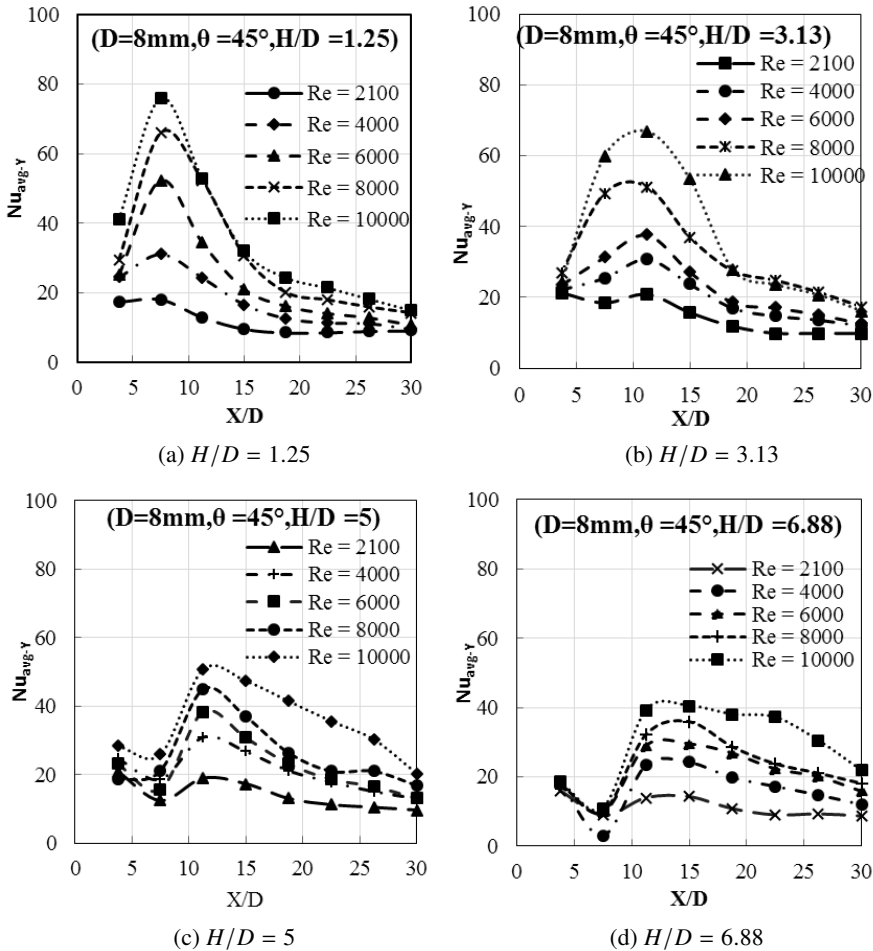 (D=8mm,θ =45°,H/D =1.25)
Re = 2100
Re = 4000
Re = 6000
Re = 8000
Re = 10000
Nuavg-Y
100
80
60
40
20
0
0 5 10 15 20 25 30
X/D
(a) H/D = 1.25
(D=8mm,θ =45°,H/D =3.13)
Re = 2100
Re = 4000
Re = 6000
Re = 8000
Re = 10000
Nuavg-Y
100
80
60
40
20
0
0 5 10 15 20 25 30
X/D
(b) H/D = 3.13
(D=8mm,θ =45°,H/D =5)
Re = 2100
Re = 4000
Re = 6000
Re = 8000
Re = 10000
Nuavg-Y
100
80
60
40
20
0
0 5 10 15 20 25 30
X/D
(c) H/D = 5
(D=8mm,θ =45°,H/D =6.88)
Re = 2100
Re = 4000
Re = 6000
Re = 8000
Re = 10000
Nuavg-Y
100
80
60
40
20
0
0 5 10 15 20 25 30
X/D
(d) H/D = 6.88